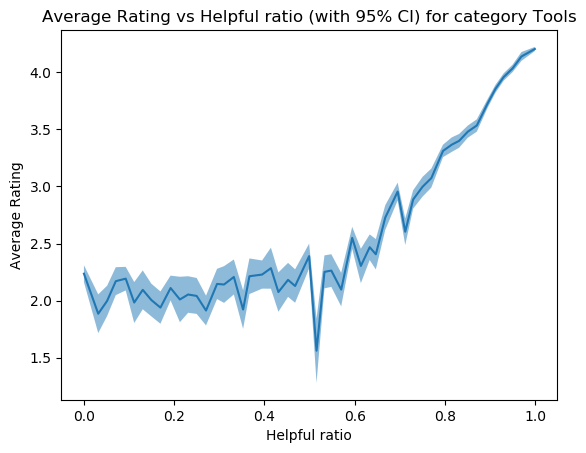 Average Rating vs Helpful ratio (with 95% CI) for category Tools
Average Rating
4.0
3.5
3.0
2.5
2.0
1.5
0.0 0.2 0.4 0.6 0.8 1.0
Helpful ratio